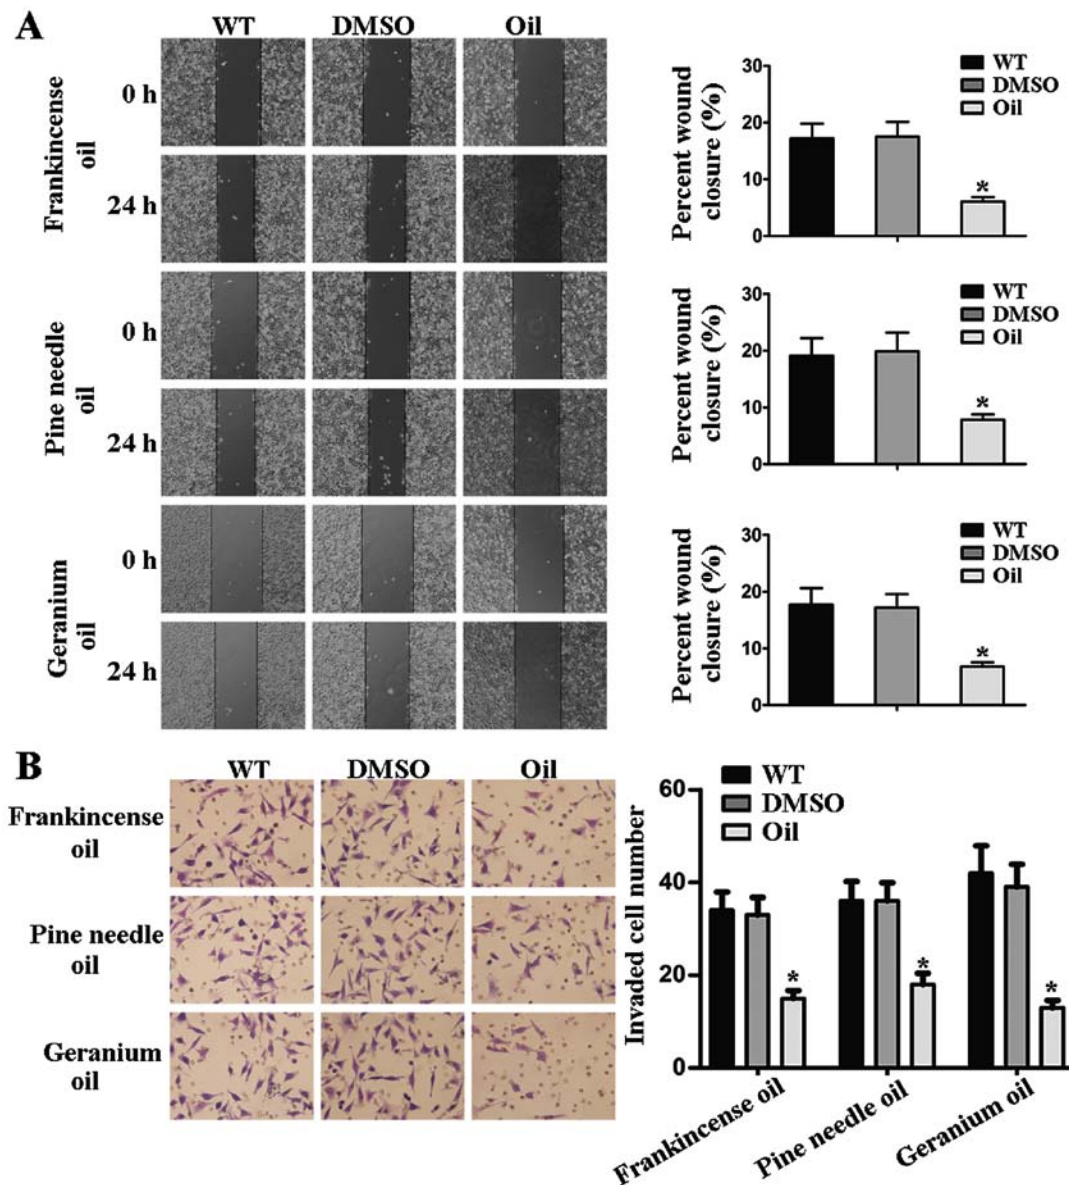 A
WT DMSO Oil
Frankincense
oil
0 h
24 h
Pine needle
oil
0 h
24 h
Geranium
oil
0 h
24 h
Percent wound
closure (%)
30
20
10
0
WT
DMSO
Oil
*
Percent wound
closure (%)
30
20
10
0
WT
DMSO
Oil
*
Percent wound
closure (%)
30
20
10
0
WT
DMSO
Oil
*
B
WT DMSO Oil
Frankincense
oil
Pine needle
oil
Geranium
oil
Invaded cell number
60
40
20
0
WT
DMSO
Oil
*
*
*
Frankincense oil
Pine needle oil
Geranium oil